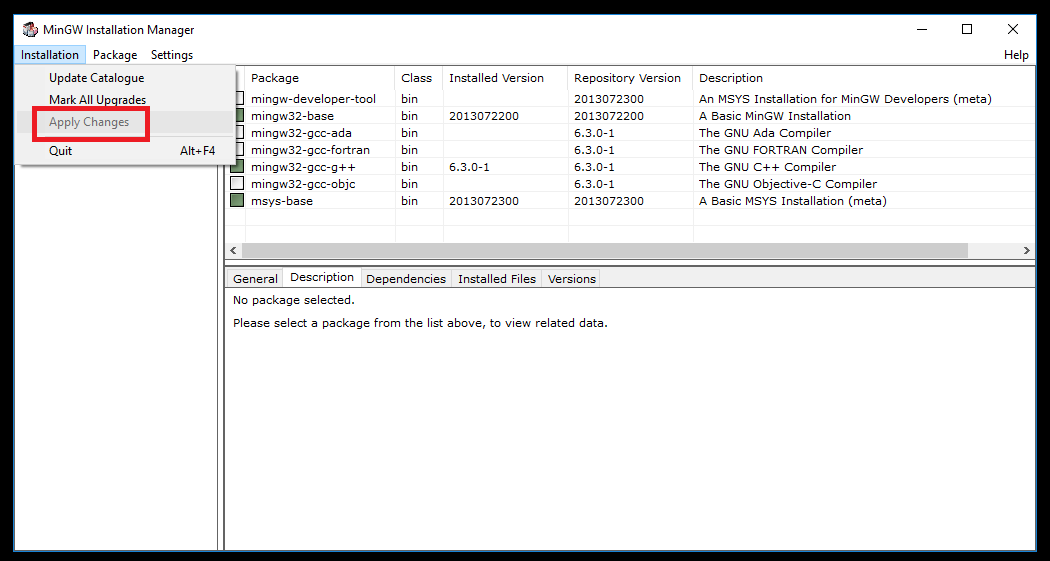 MinGW Installation Manager
Installation Package Settings Help
Update Catalogue
Mark All Upgrades
Apply Changes
Quit Alt+F4
Package Class Installed Version Repository Version Description
mingw-developer-tool bin 2013072300 An MSYS Installation for MinGW Developers (meta)
mingw32-base bin 2013072200 2013072200 A Basic MinGW Installation
mingw32-gcc-ada bin 6.3.0-1 The GNU Ada Compiler
mingw32-gcc-fortran bin 6.3.0-1 The GNU FORTRAN Compiler
mingw32-gcc-g++ bin 6.3.0-1 6.3.0-1 The GNU C++ Compiler
mingw32-gcc-objc bin 6.3.0-1 The GNU Objective-C Compiler
msys-base bin 2013072300 2013072300 A Basic MSYS Installation (meta)
General Description Dependencies Installed Files Versions
No package selected.
Please select a package from the list above, to view related data.